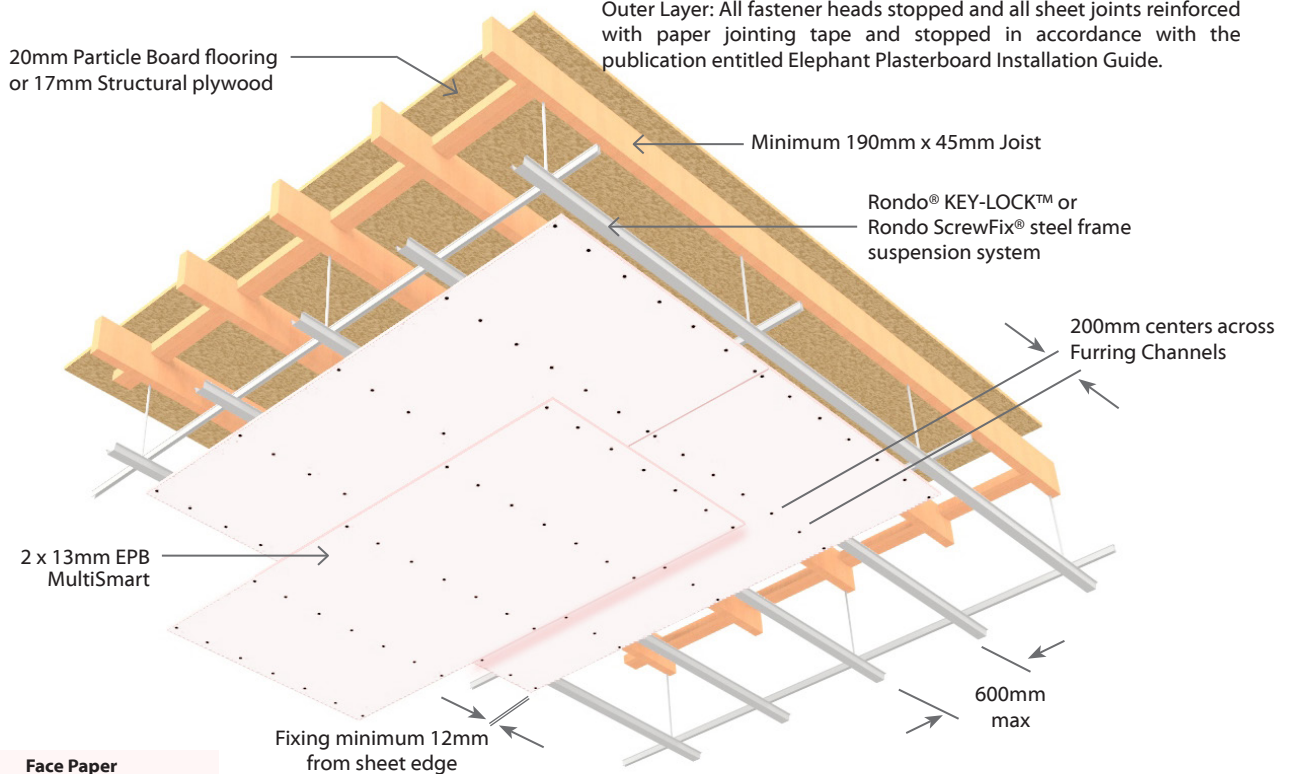 Outer Layer: All fastener heads stopped and all sheet joints reinforced
with paper jointing tape and stopped in accordance with the
publication entitled Elephant Plasterboard Installation Guide.
20mm Particle Board flooring
or 17mm Structural plywood
Minimum 190mm x 45mm Joist
Rondo® KEY-LOCK™ or
Rondo ScrewFix® steel frame
suspension system
200mm centers across
Furring Channels
2 x 13mm EPB
MultiSmart
600mm
max
Fixing minimum 12mm
from sheet edge
Face Paper